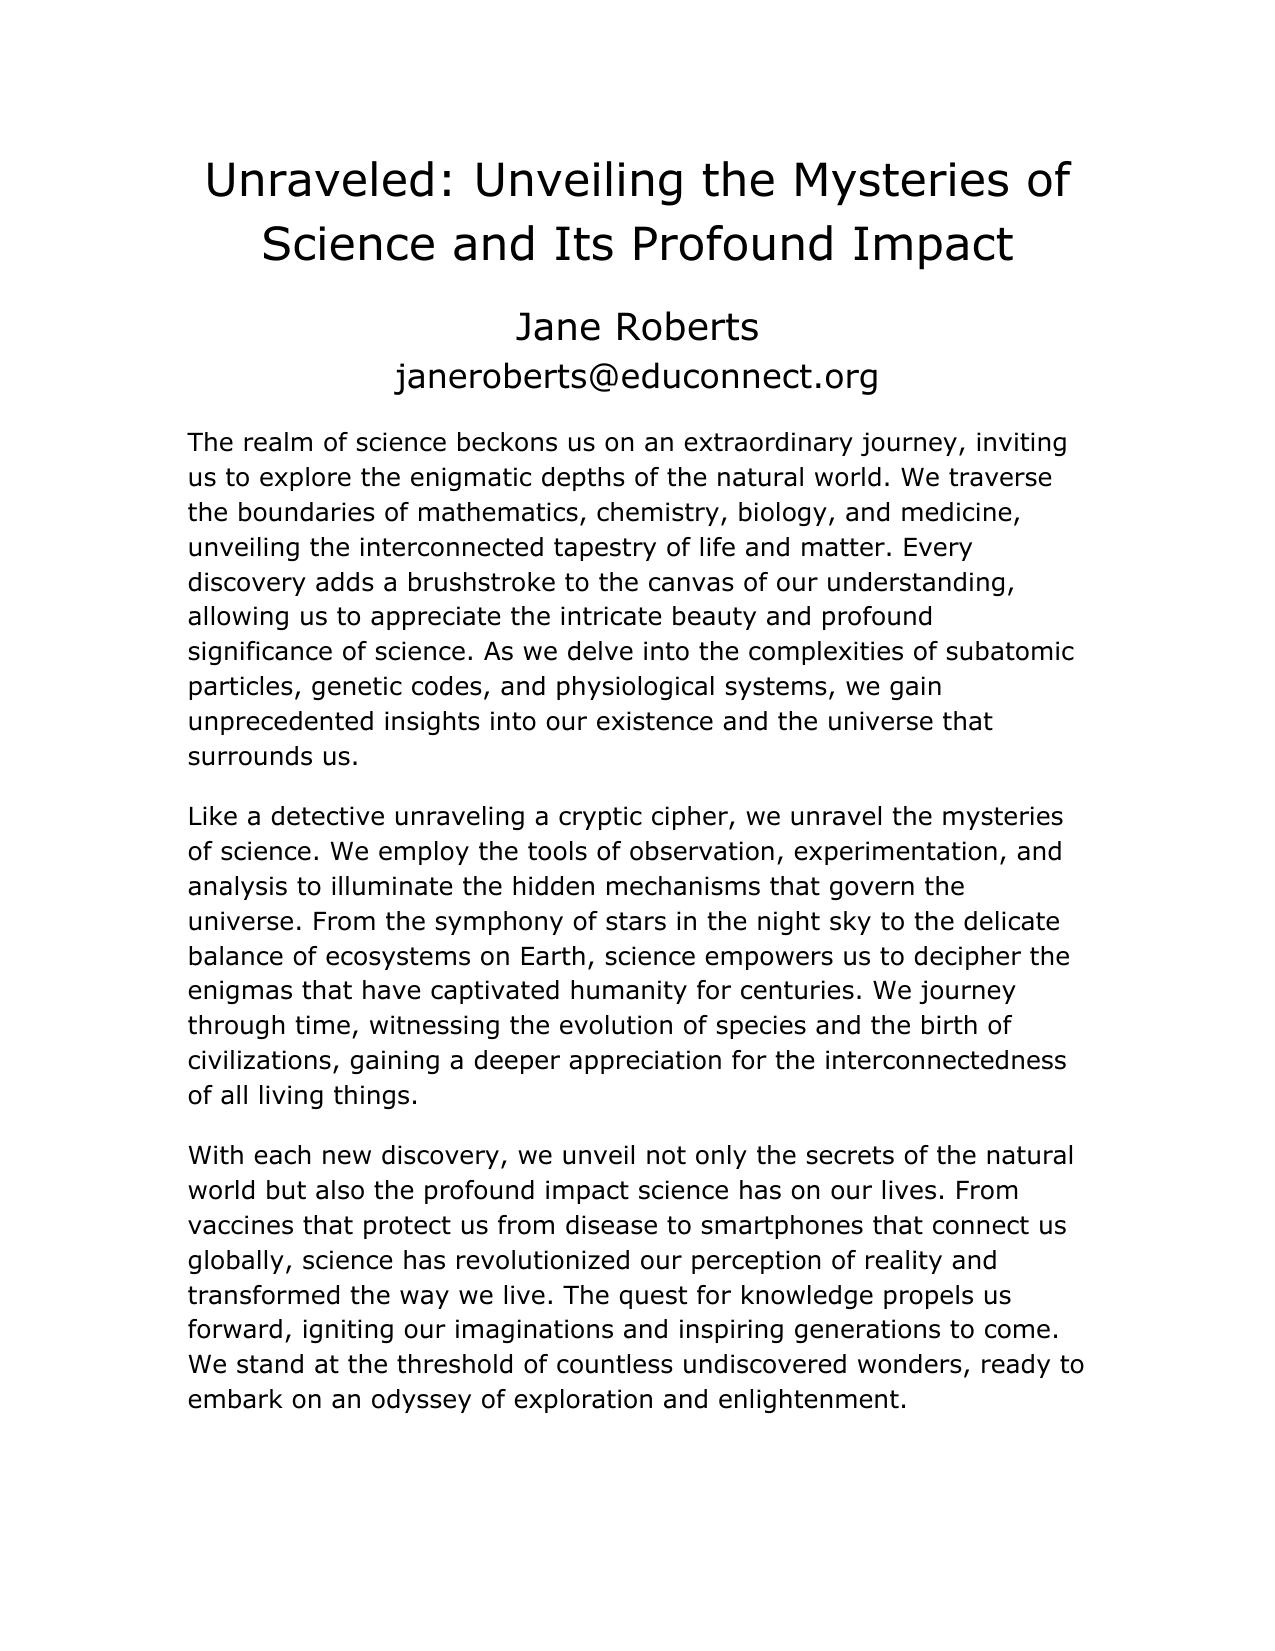 Unraveled: Unveiling the Mysteries of
Science and Its Profound Impact
Jane Roberts
janeroberts@educonnect.org
The realm of science beckons us on an extraordinary journey, inviting
us to explore the enigmatic depths of the natural world. We traverse
the boundaries of mathematics, chemistry, biology, and medicine,
unveiling the interconnected tapestry of life and matter. Every
discovery adds a brushstroke to the canvas of our understanding,
allowing us to appreciate the intricate beauty and profound
significance of science. As we delve into the complexities of subatomic
particles, genetic codes, and physiological systems, we gain
unprecedented insights into our existence and the universe that
surrounds us.
Like a detective unraveling a cryptic cipher, we unravel the mysteries
of science. We employ the tools of observation, experimentation, and
analysis to illuminate the hidden mechanisms that govern the
universe. From the symphony of stars in the night sky to the delicate
balance of ecosystems on Earth, science empowers us to decipher the
enigmas that have captivated humanity for centuries. We journey
through time, witnessing the evolution of species and the birth of
civilizations, gaining a deeper appreciation for the interconnectedness
of all living things.
With each new discovery, we unveil not only the secrets of the natural
world but also the profound impact science has on our lives. From
vaccines that protect us from disease to smartphones that connect us
globally, science has revolutionized our perception of reality and
transformed the way we live. The quest for knowledge propels us
forward, igniting our imaginations and inspiring generations to come.
We stand at the threshold of countless undiscovered wonders, ready to
embark on an odyssey of exploration and enlightenment.